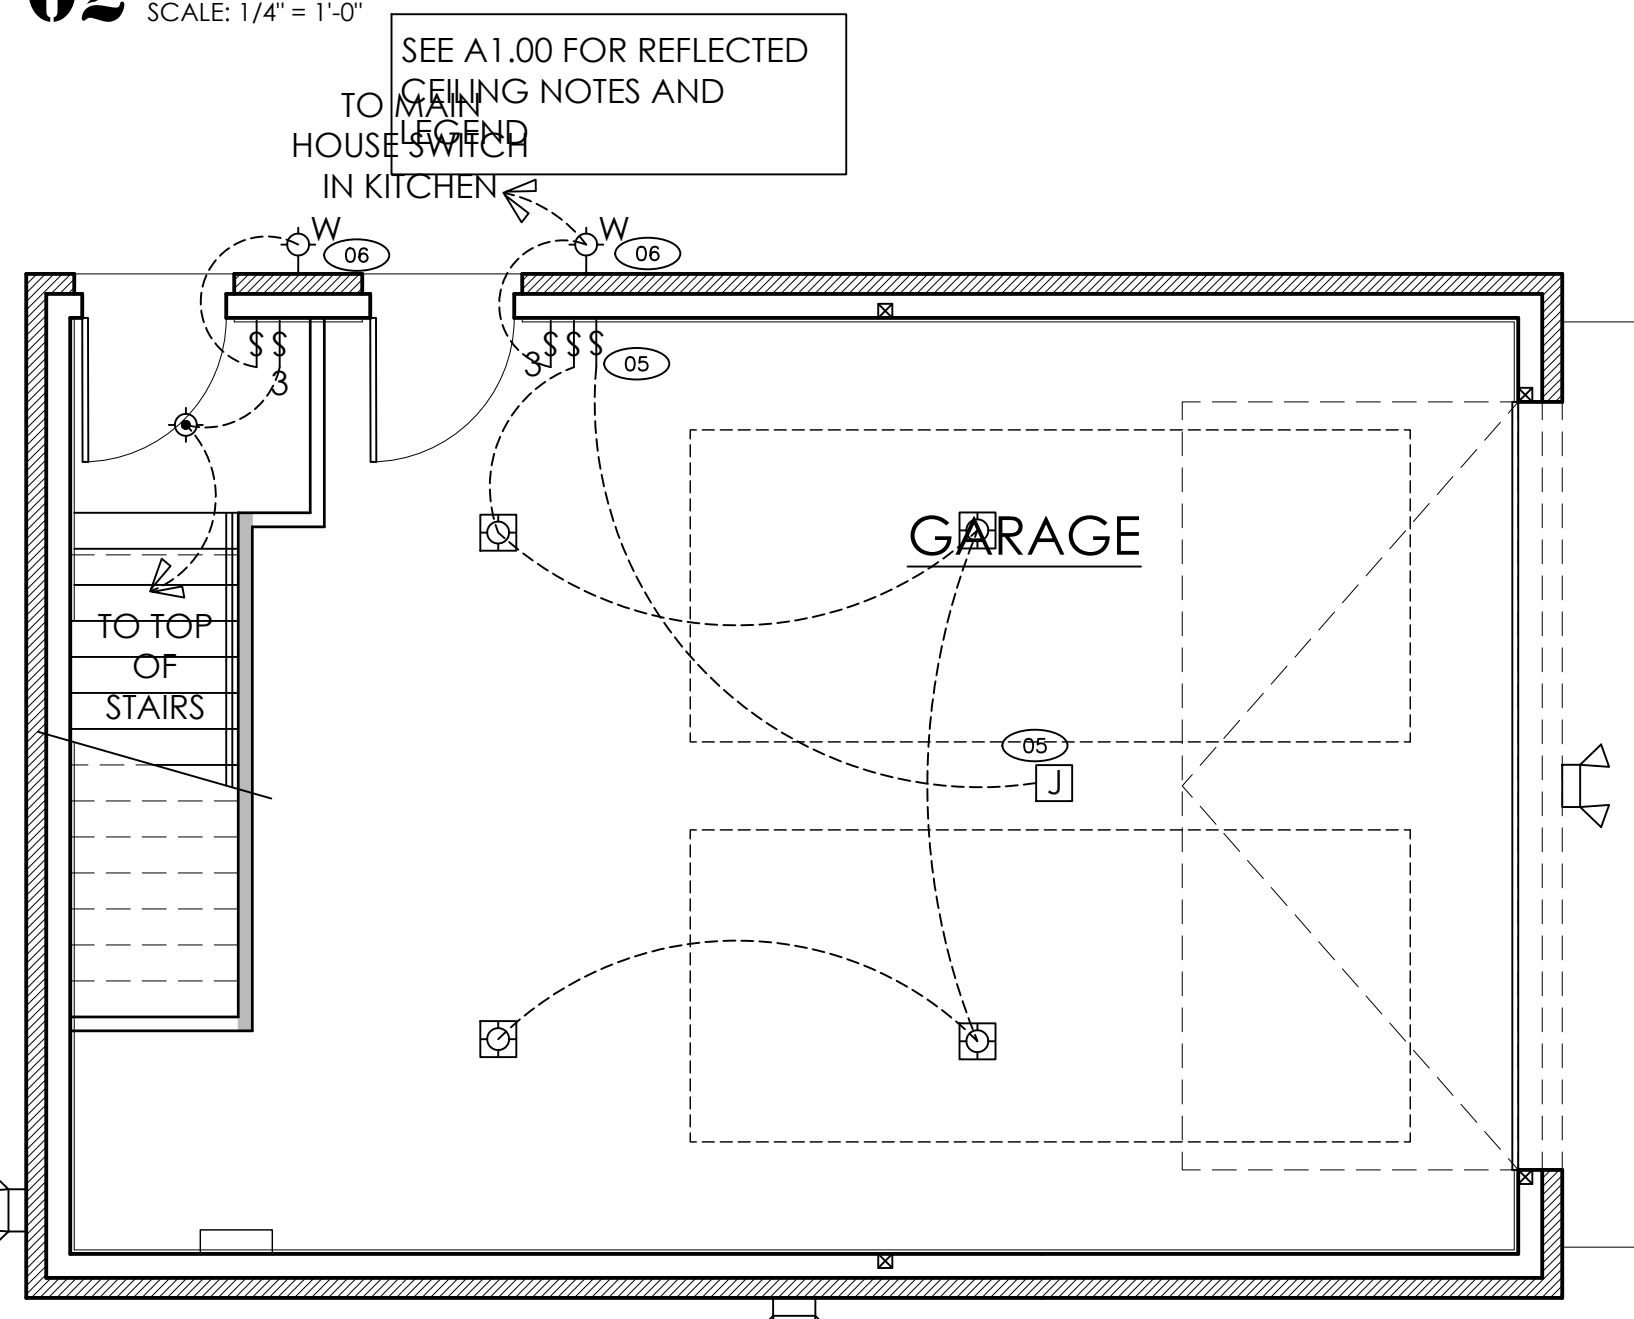 02
SCALE: 1/4" = 1'-0"
SEE A1.00 FOR REFLECTED
CEILING NOTES AND
LEGEND
TO MAIN
HOUSE SWITCH
IN KITCHEN
W
06
W
06
S S
3
3
S S S
05
GARAGE
TO TOP
OF
STAIRS
05
J